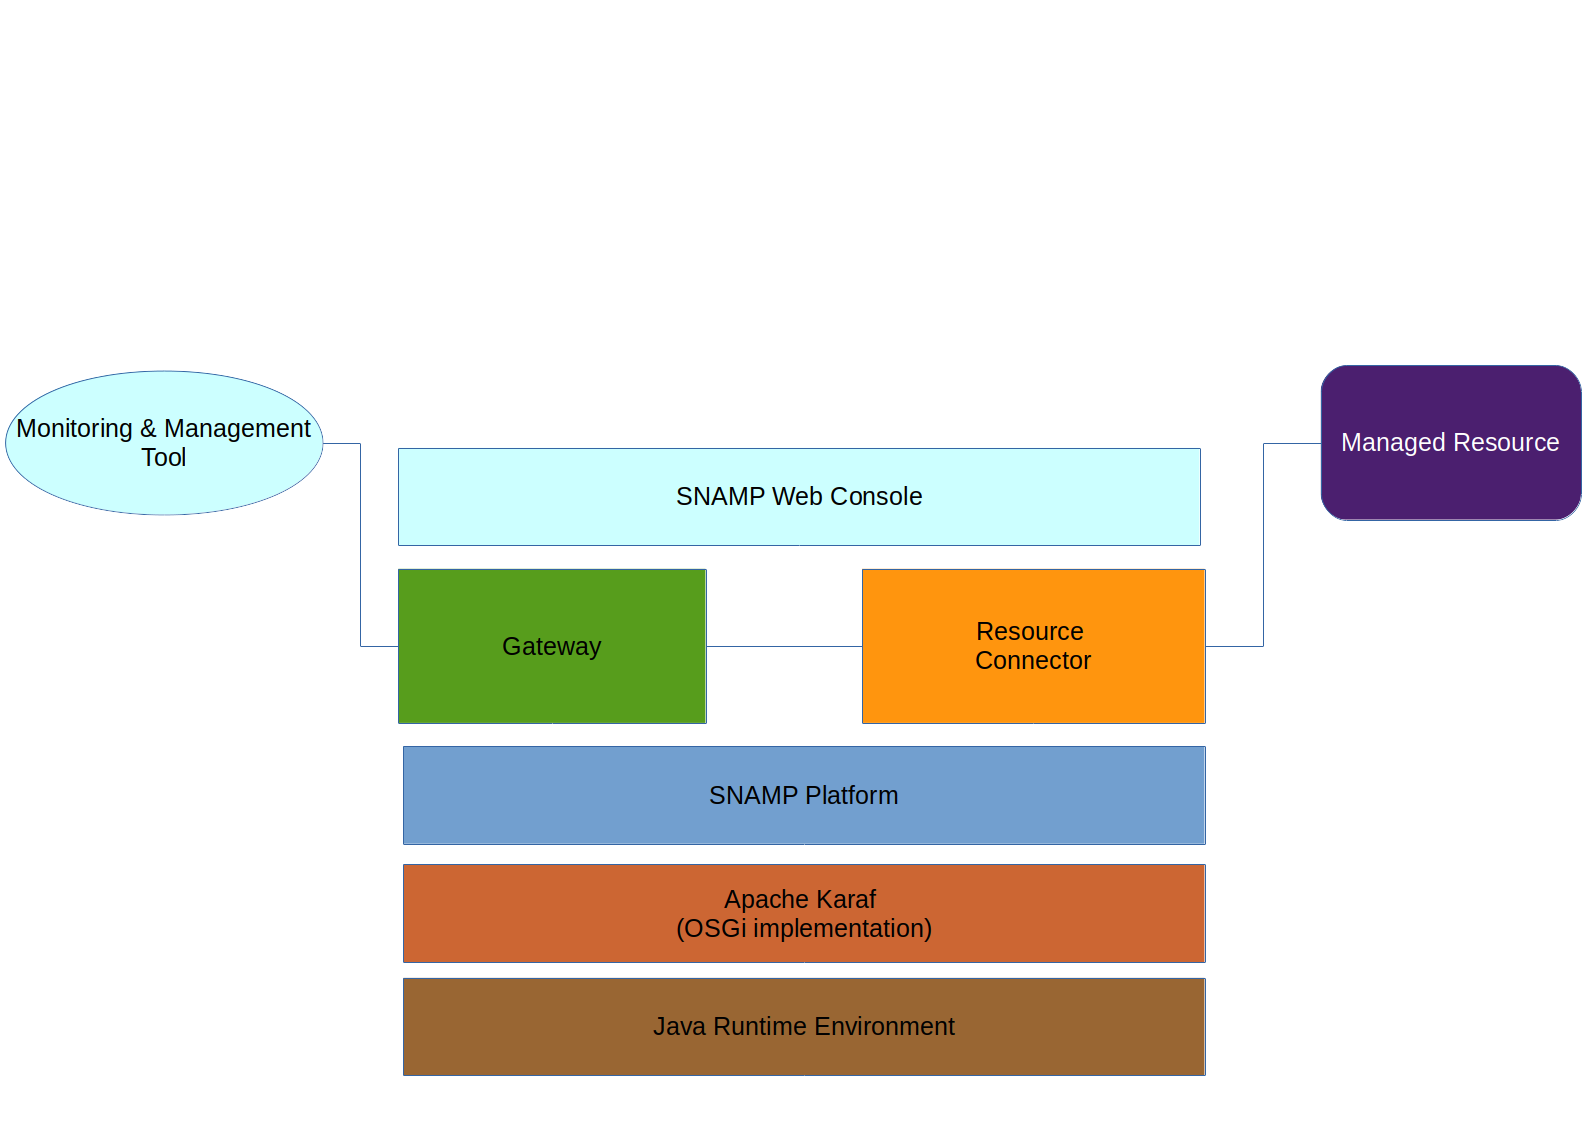 Monitoring & Management
Tool
Managed Resource
SNAMP Web Console
Gateway
Resource
Connector
SNAMP Platform
Apache Karaf
(OSGi implementation)
Java Runtime Environment